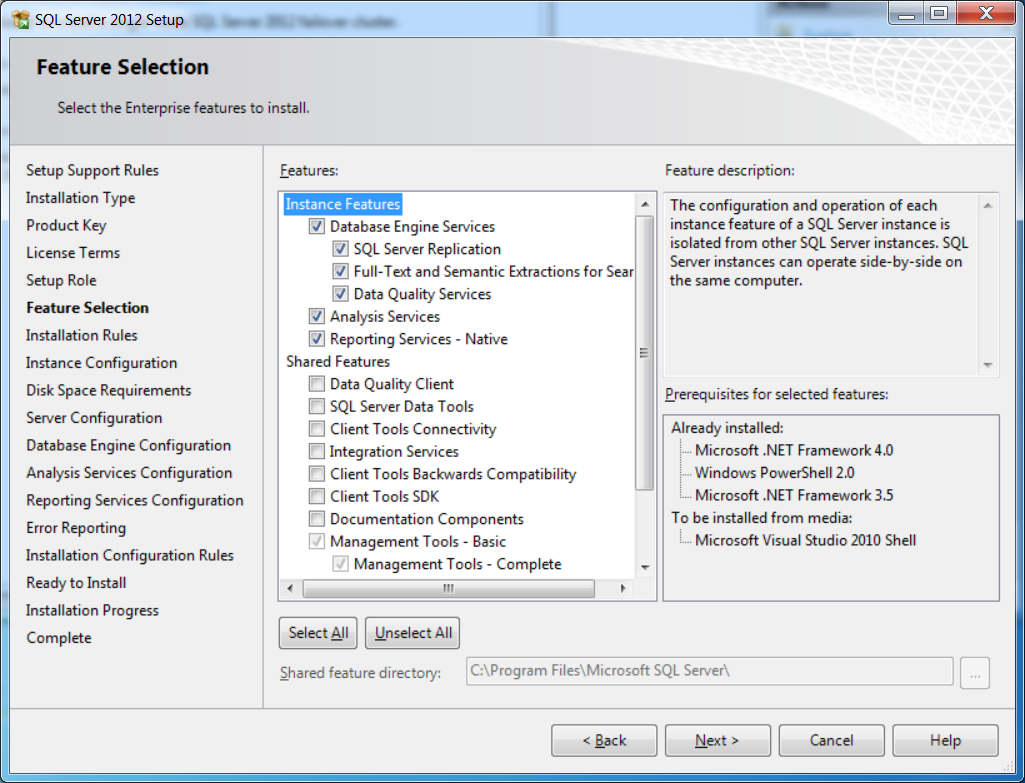 SQL Server 2012 Setup
SQL Server 2012 failover cluster.
Feature Selection
Select the Enterprise features to install.
Setup Support Rules
Installation Type
Product Key
License Terms
Setup Role
Feature Selection
Installation Rules
Instance Configuration
Disk Space Requirements
Server Configuration
Database Engine Configuration
Analysis Services Configuration
Reporting Services Configuration
Error Reporting
Installation Configuration Rules
Ready to Install
Installation Progress
Complete
Features:
Instance Features
Database Engine Services
SQL Server Replication
Full-Text and Semantic Extractions for Sear
Data Quality Services
Analysis Services
Reporting Services - Native
Shared Features
Data Quality Client
SQL Server Data Tools
Client Tools Connectivity
Integration Services
Client Tools Backwards Compatibility
Client Tools SDK
Documentation Components
Management Tools - Basic
Management Tools - Complete
Feature description:
The configuration and operation of each
instance feature of a SQL Server instance is
isolated from other SQL Server instances. SQL
Server instances can operate side-by-side on
the same computer.
Prerequisites for selected features:
Already installed:
Microsoft .NET Framework 4.0
Windows PowerShell 2.0
Microsoft .NET Framework 3.5
To be installed from media:
Microsoft Visual Studio 2010 Shell
Select All
Unselect All
Shared feature directory:
C:\Program Files\Microsoft SQL Server\
...
< Back
Next >
Cancel
Help